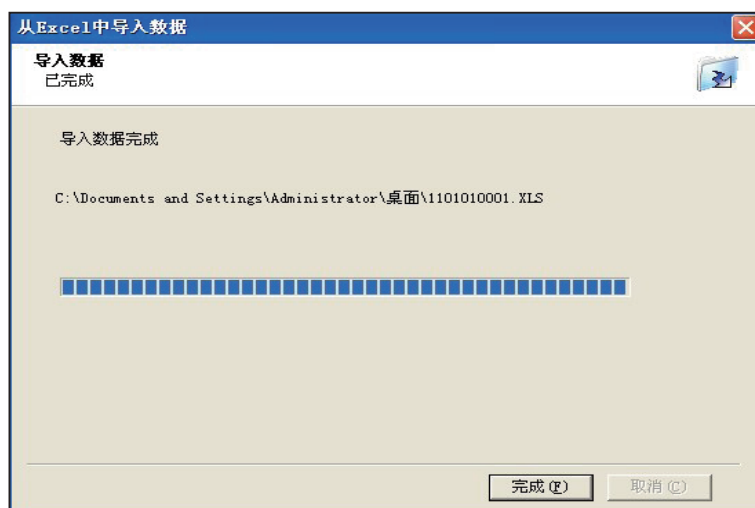 从Excel中导入数据
导入数据
已完成
导入数据完成
C:\Documents and Settings\Administrator\桌面\1101010001.XLS
完成(F)
取消(C)